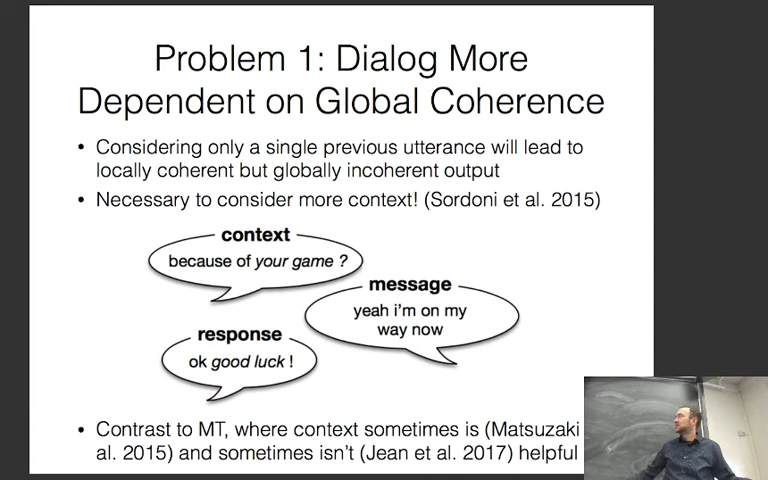 Problem 1: Dialog More
Dependent on Global Coherence
• Considering only a single previous utterance will lead to
locally coherent but globally incoherent output
• Necessary to consider more context! (Sordoni et al. 2015)
context
because of your game ?
message
yeah i'm on my
way now
response
ok good luck !
• Contrast to MT, where context sometimes is (Matsuzaki
al. 2015) and sometimes isn't (Jean et al. 2017) helpful